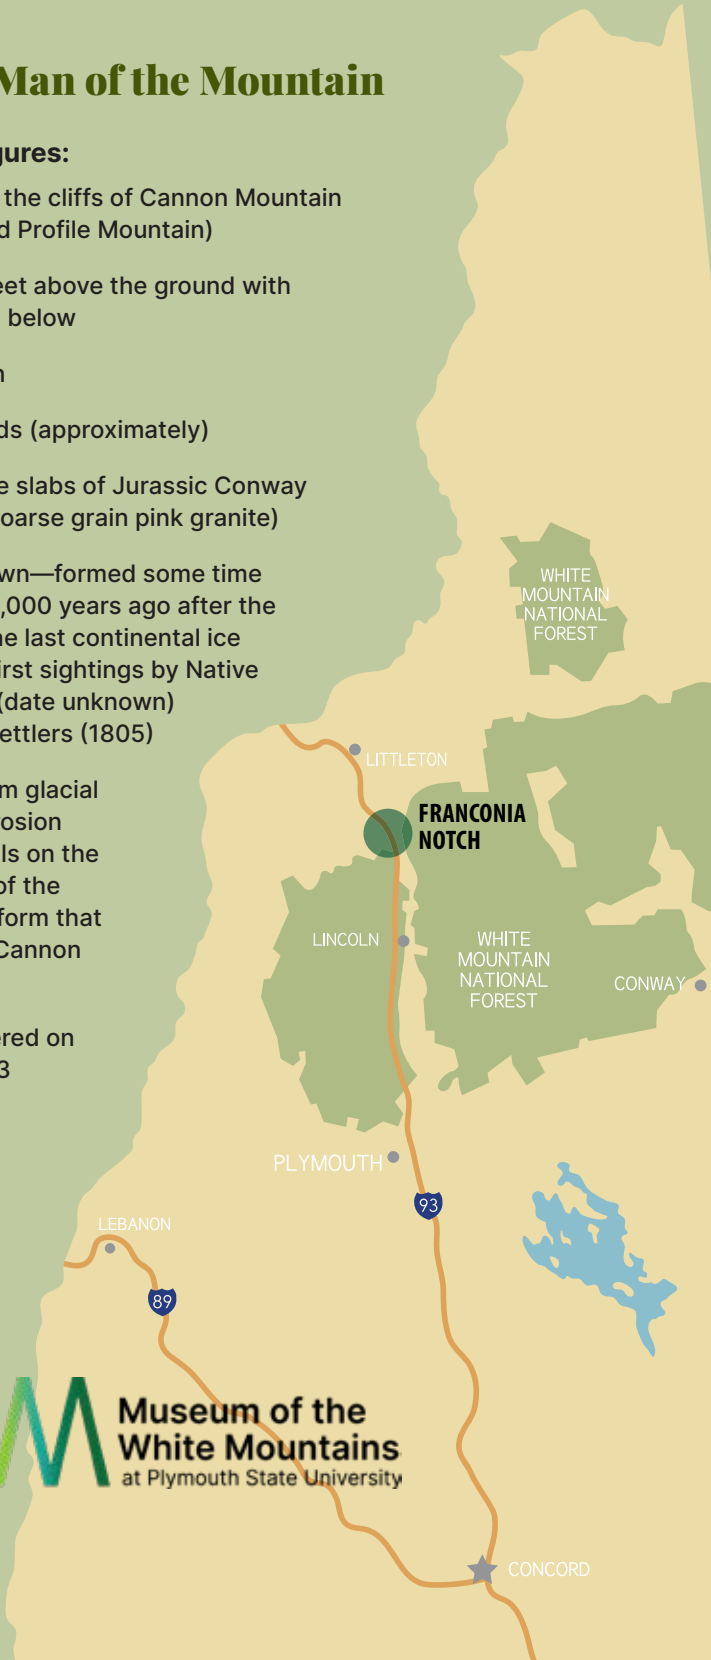 Man of the Mountain
gures:
the cliffs of Cannon Mountain
d Profile Mountain)
eet above the ground with
below
n
ds (approximately)
e slabs of Jurassic Conway
oarse grain pink granite)
wn—formed some time
,000 years ago after the
he last continental ice
irst sightings by Native
(date unknown)
ettlers (1805)
m glacial
rosion
ls on the
of the
form that
Cannon
ered on
3
WHITE
MOUNTAIN
NATIONAL
FOREST
LITTLETON
FRANCONIA
NOTCH
LINCOLN
WHITE
MOUNTAIN
NATIONAL
FOREST
CONWAY
PLYMOUTH
93
LEBANON
89
M
Museum of the
White Mountains
at Plymouth State University
CONCORD